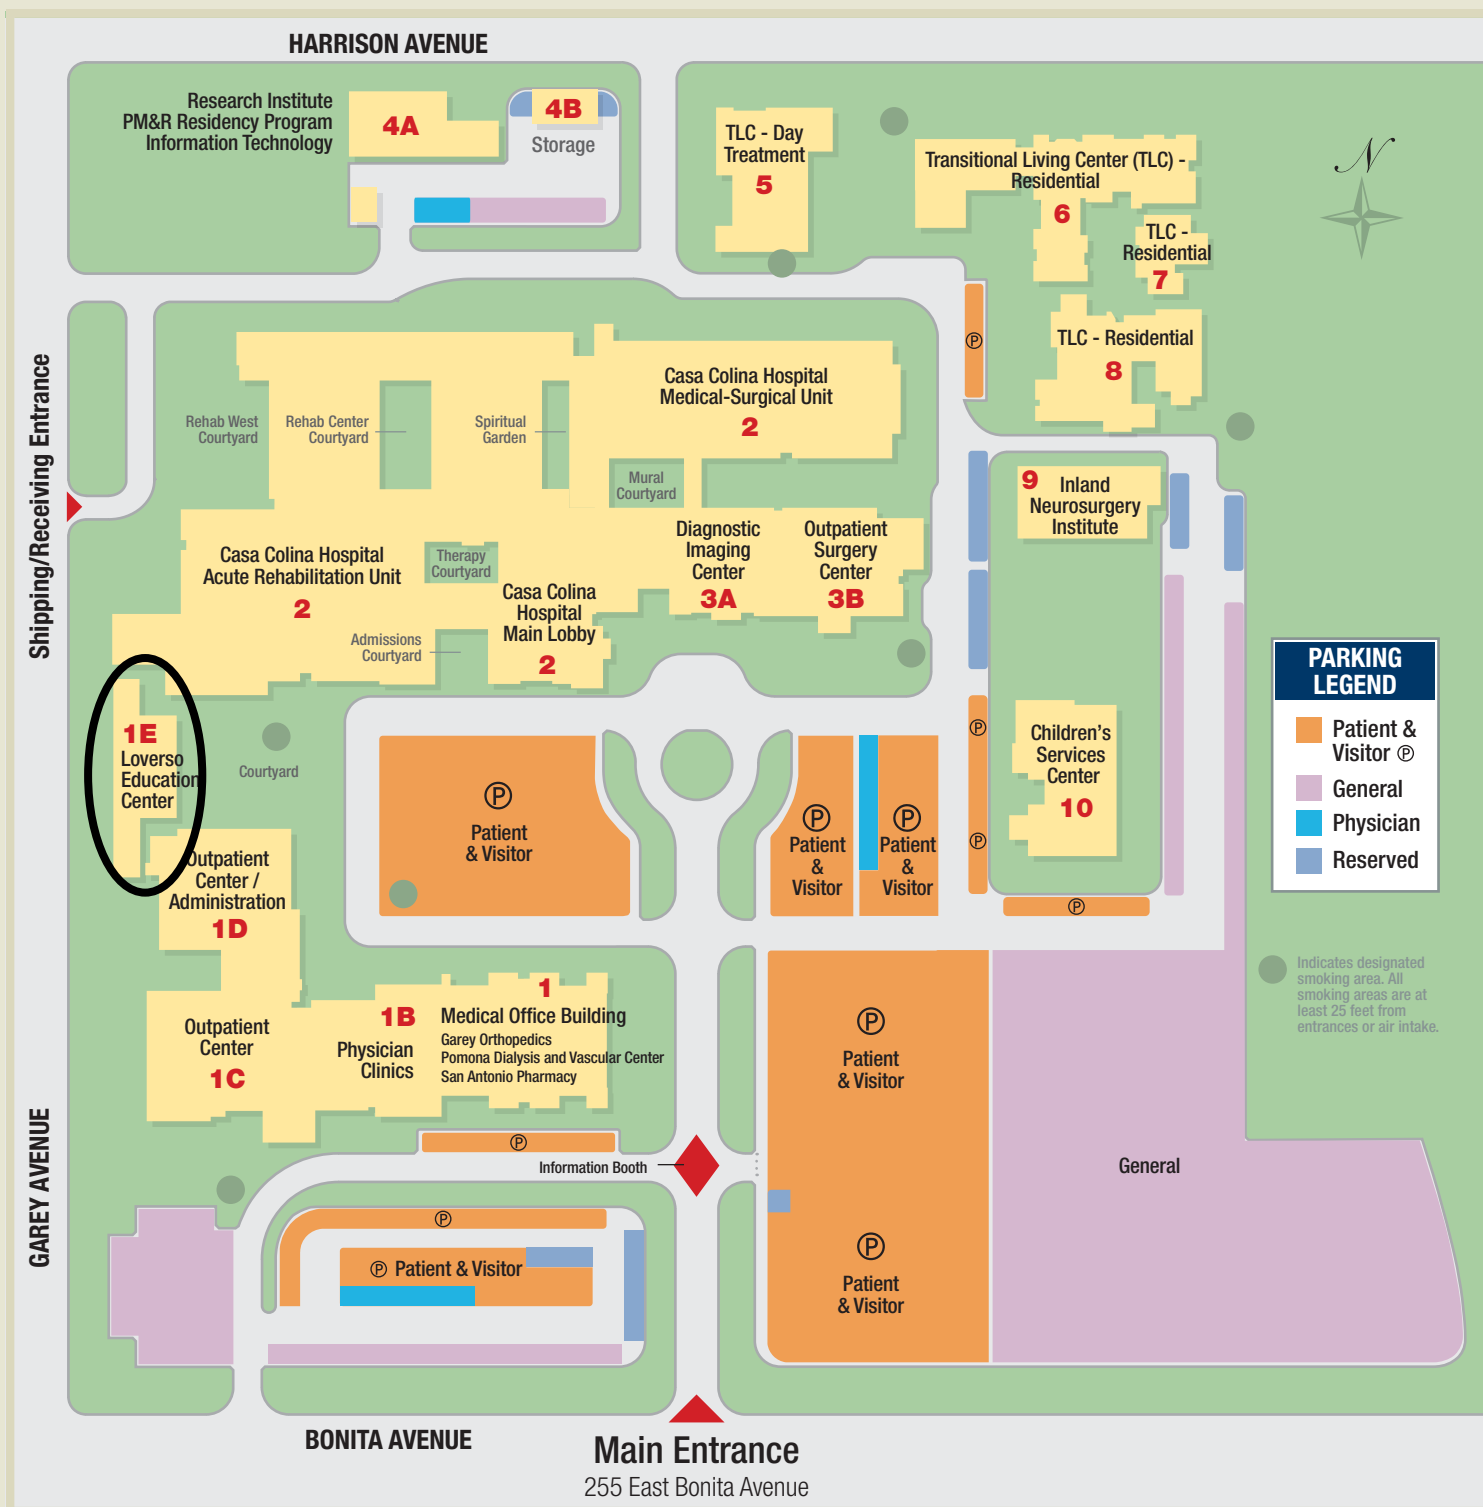 HARRISON AVENUE
Research Institute
PM&R Residency Program
Information Technology
4A
4B
Storage
TLC - Day
Treatment
5
Transitional Living Center (TLC) -
Residential
6
TLC -
Residential
7
N
TLC - Residential
8
Ⓟ
Shipping/Receiving Entrance
Rehab West
Courtyard
Rehab Center
Courtyard
Spiritual
Garden
Casa Colina Hospital
Medical-Surgical Unit
2
Mural
Courtyard
9
Inland
Neurosurgery
Institute
Casa Colina Hospital
Acute Rehabilitation Unit
2
Therapy
Courtyard
Casa Colina
Hospital
Main Lobby
2
Diagnostic
Imaging
Center
3A
Outpatient
Surgery
Center
3B
Admissions
Courtyard
PARKING
LEGEND
Patient &
Visitor Ⓟ
General
Physician
Reserved
1E
Loverso
Education
Center
Courtyard
Ⓟ
Patient
& Visitor
Ⓟ
Patient
&
Visitor
Ⓟ
Patient
&
Visitor
Ⓟ
Ⓟ
Children's
Services
Center
10
Ⓟ
Outpatient
Center /
Administration
1D
Indicates designated
smoking area. All
smoking areas are at
least 25 feet from
entrances or air intake.
Outpatient
Center
1C
1B
Physician
Clinics
1
Medical Office Building
Garey Orthopedics
Pomona Dialysis and Vascular Center
San Antonio Pharmacy
Ⓟ
Patient
& Visitor
GAREY AVENUE
Ⓟ
Information Booth
General
Ⓟ
Ⓟ Patient & Visitor
Ⓟ
Patient
& Visitor
BONITA AVENUE
Main Entrance
255 East Bonita Avenue